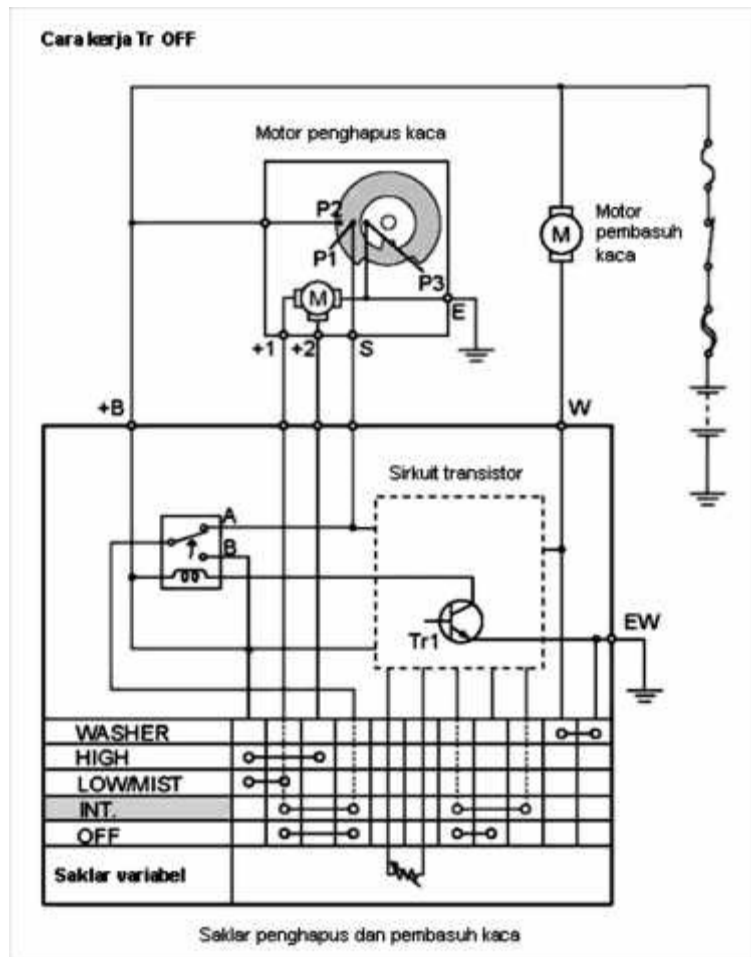 Cara kerja Tr OFF
Motor penghapus kaca
P2
P1
P3
M
E
+1 +2 S
M
Motor
pembasuh
kaca
+B
W
Sirkuit transistor
A
B
Tr1
EW
WASHER
HIGH
LOW/MIST
INT.
OFF
Saklar variabel
Saklar penghapus dan pembasuh kaca